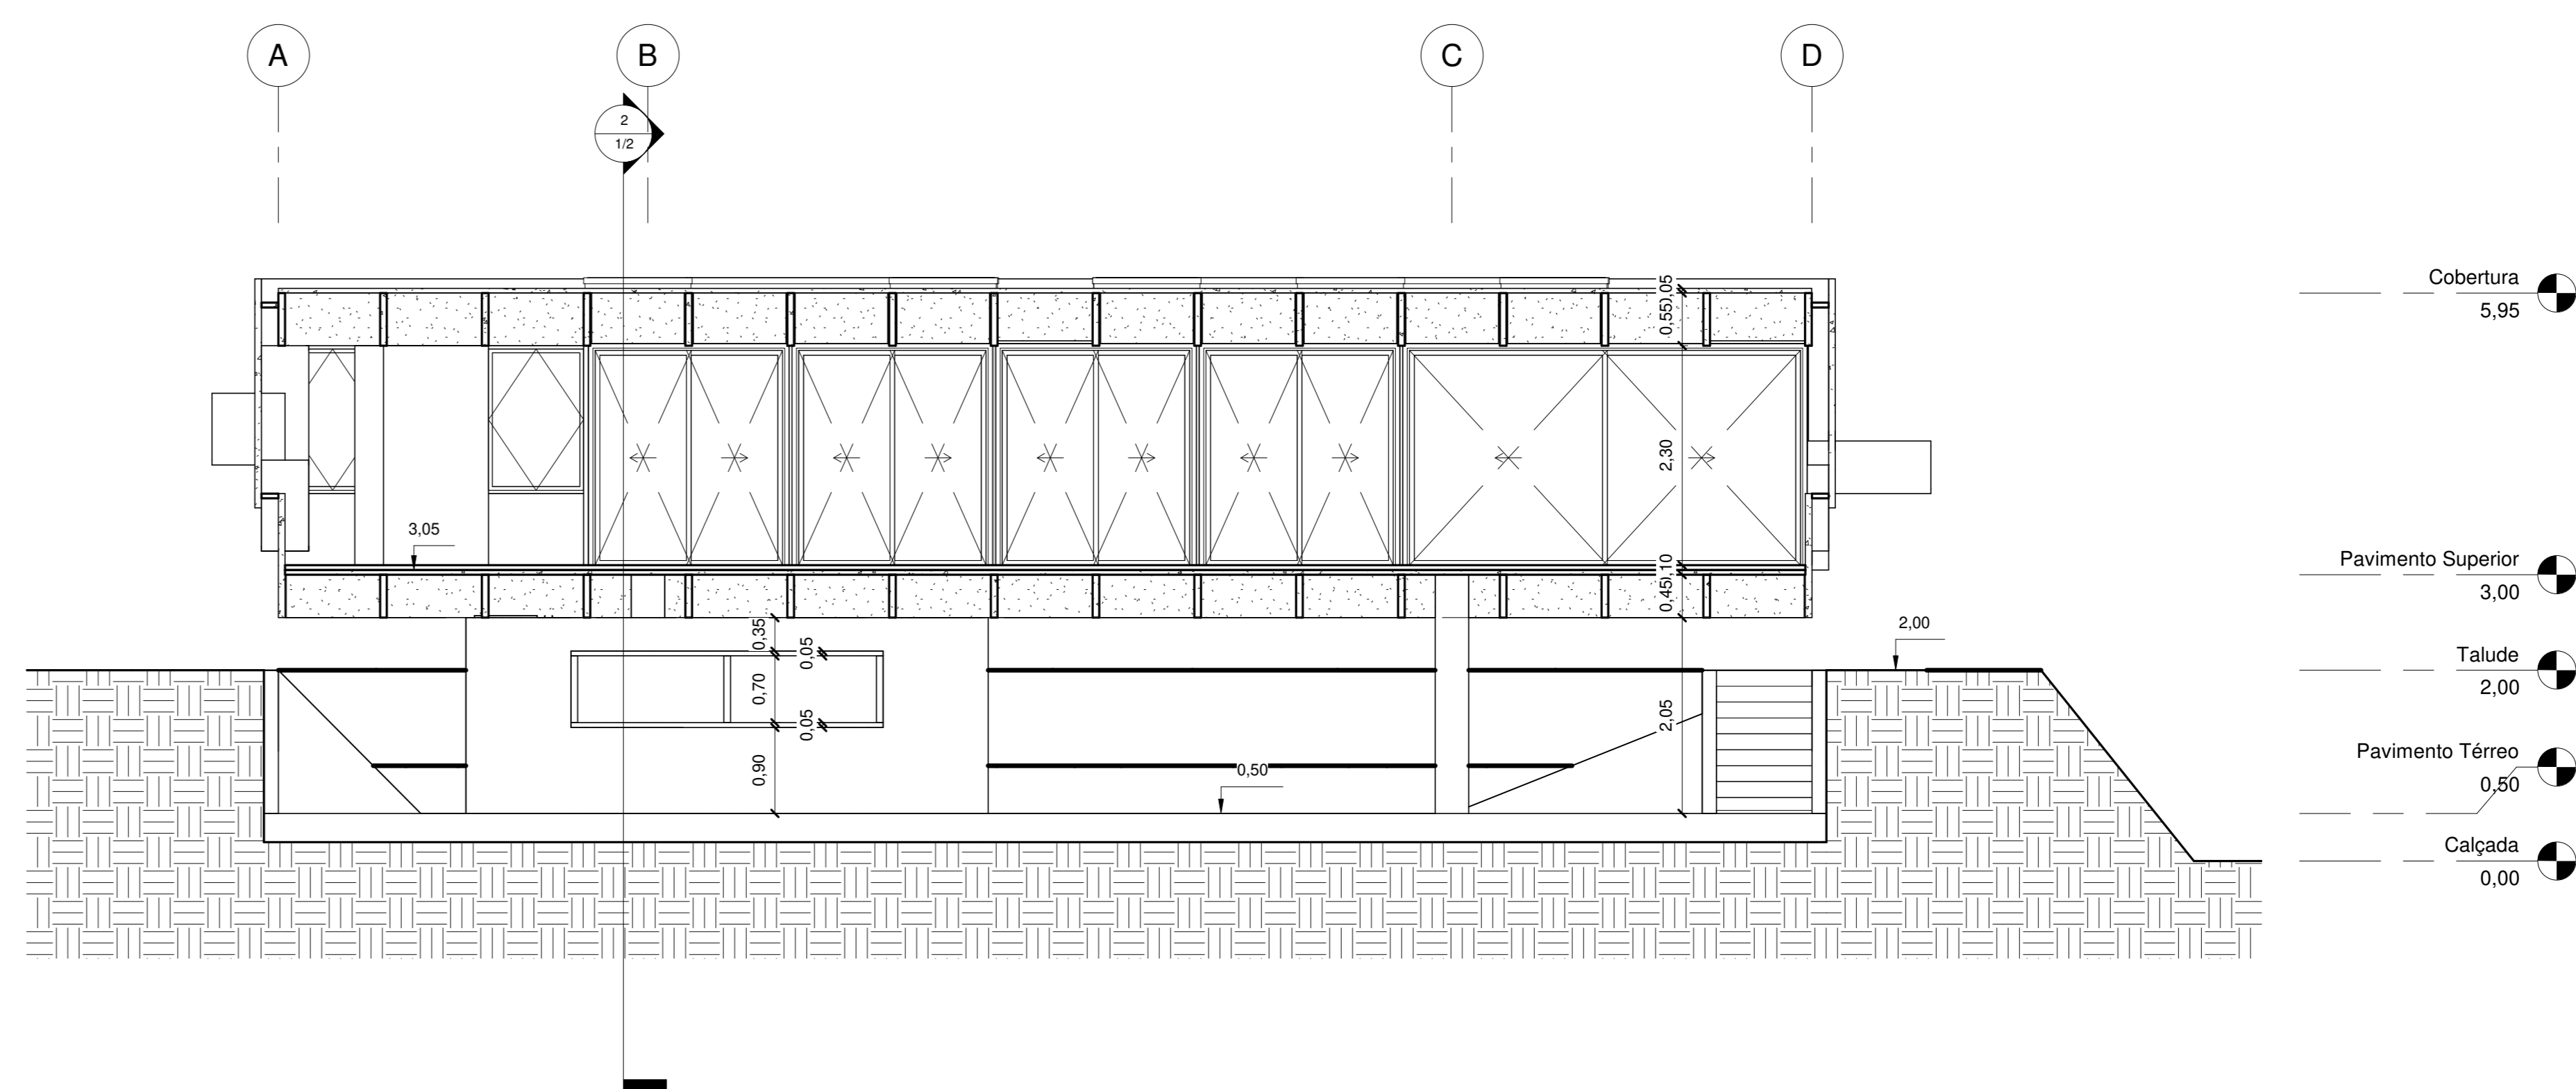 A
B
C
D
2
1/2
Cobertura
5,95
0,55
0,05
2,30
3,05
Pavimento Superior
3,00
0,45
0,10
2,00
0,35
0,05
0,70
0,05
0,90
2,05
0,50
Talude
2,00
Pavimento Térreo
0,50
Calçada
0,00